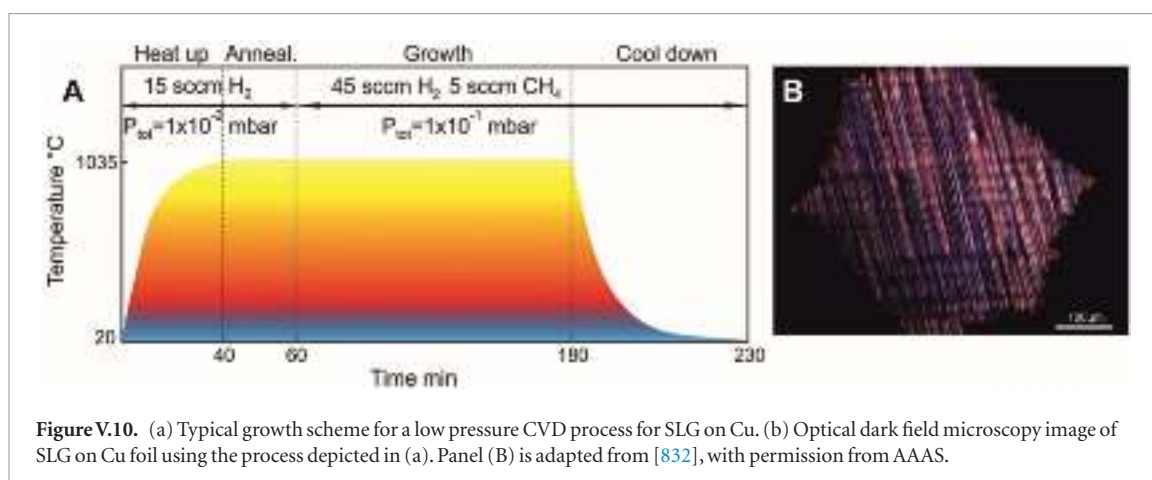 Heat up Anneal. Growth Cool down
A 15 sccm H₂ 45 sccm H₂ 5 sccm CH₄ B
Pₜₒₜ=1x10⁻² mbar Pₜₒₜ=1x10⁻¹ mbar
Temperature °C
1035
20
40 60 190 230
Time min
Figure V.10. (a) Typical growth scheme for a low pressure CVD process for SLG on Cu. (b) Optical dark field microscopy image of
SLG on Cu foil using the process depicted in (a). Panel (B) is adapted from [832], with permission from AAAS.